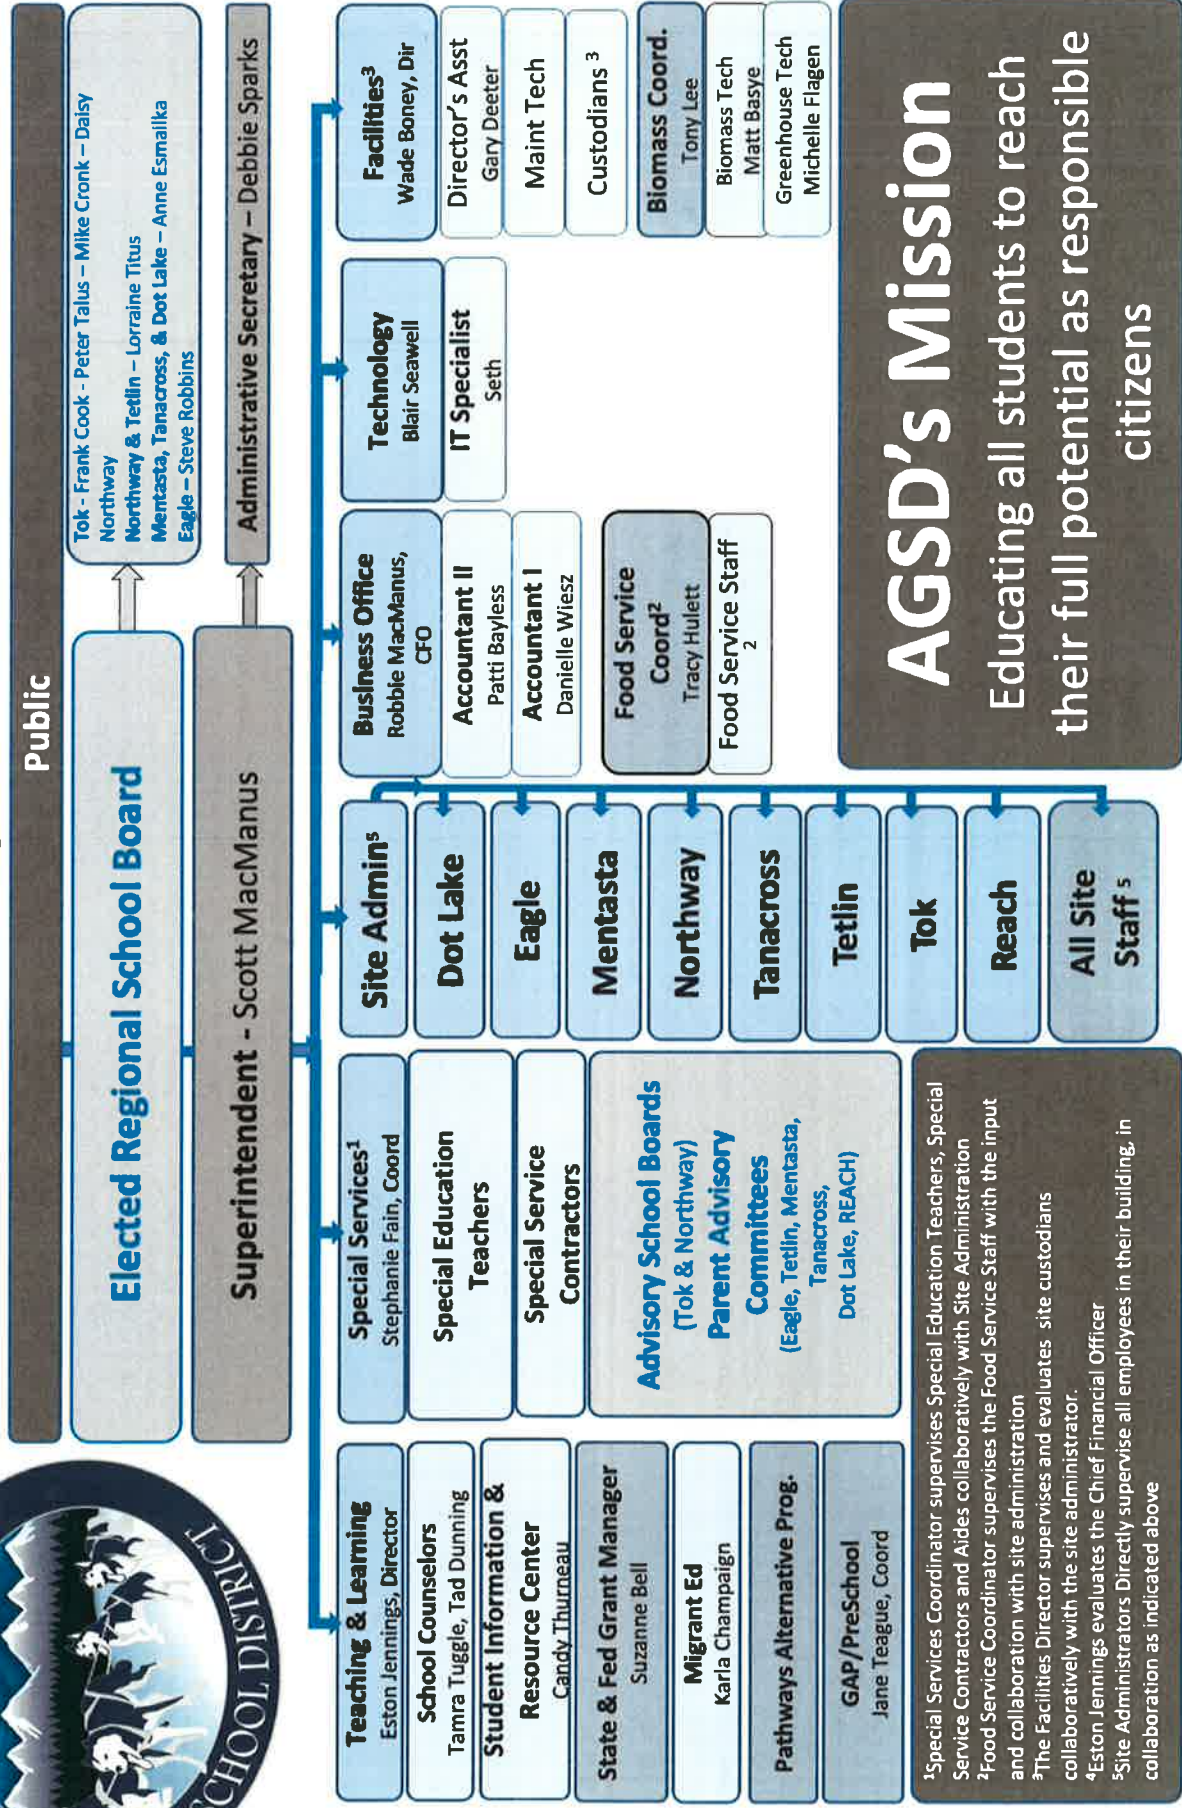 SCHOOL DISTRICT
Public
Elected Regional School Board
Tok - Frank Cook - Peter Talus – Mike Cronk – Daisy
Northway
Northway & Tetlin – Lorraine Titus
Mentasta, Tanacross, & Dot Lake – Anne Esmailka
Eagle – Steve Robbins
Superintendent - Scott MacManus
Administrative Secretary – Debbie Sparks
Teaching & Learning
Eston Jennings, Director
School Counselors
Tamra Tuggle, Tad Dunning
Student Information &
Resource Center
Candy Thurneau
State & Fed Grant Manager
Suzanne Bell
Migrant Ed
Karla Champaign
Pathways Alternative Prog.
GAP/PreSchool
Jane Teague, Coord
Special Services¹
Stephanie Fain, Coord
Special Education
Teachers
Special Service
Contractors
Advisory School Boards
(Tok & Northway)
Parent Advisory
Committees
(Eagle, Tetlin, Mentasta,
Tanacross,
Dot Lake, REACH)
Site Admin⁵
Dot Lake
Eagle
Mentasta
Northway
Tanacross
Tetlin
Tok
Reach
All Site
Staff ⁵
Business Office
Robbie MacManus,
CFO
Accountant II
Patti Bayless
Accountant I
Danielle Wiesz
Food Service
Coord²
Tracy Hulett
Food Service Staff
2
Technology
Blair Seawell
IT Specialist
Seth
Facilities³
Wade Boney, Dir
Director's Asst
Gary Deeter
Maint Tech
Custodians ³
Biomass Coord.
Tony Lee
Biomass Tech
Matt Basye
Greenhouse Tech
Michelle Flagen
¹Special Services Coordinator supervises Special Education Teachers, Special
Service Contractors and Aides collaboratively with Site Administration
²Food Service Coordinator supervises the Food Service Staff with the input
and collaboration with site administration
³The Facilities Director supervises and evaluates site custodians
collaboratively with the site administrator.
⁴Eston Jennings evaluates the Chief Financial Officer
⁵Site Administrators Directly supervise all employees in their building, in
collaboration as indicated above
AGSD's Mission
Educating all students to reach
their full potential as responsible
citizens